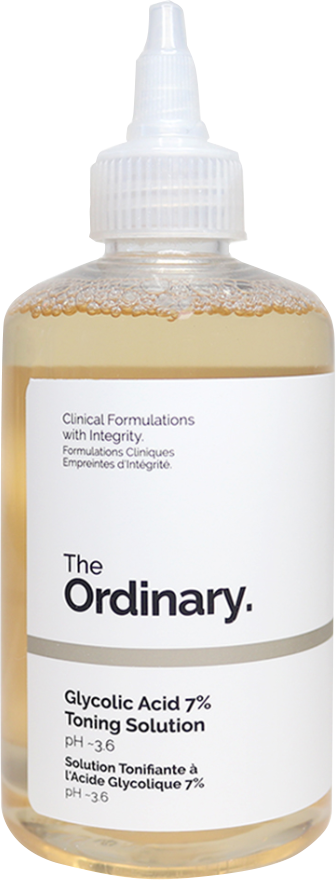 Clinical Formulations
with Integrity.
Formulations Cliniques
Empreintes d'Intégrité.
The
Ordinary.
Glycolic Acid 7%
Toning Solution
pH ~3.6
Solution Tonifiante à
l'Acide Glycolique 7%
pH ~3.6